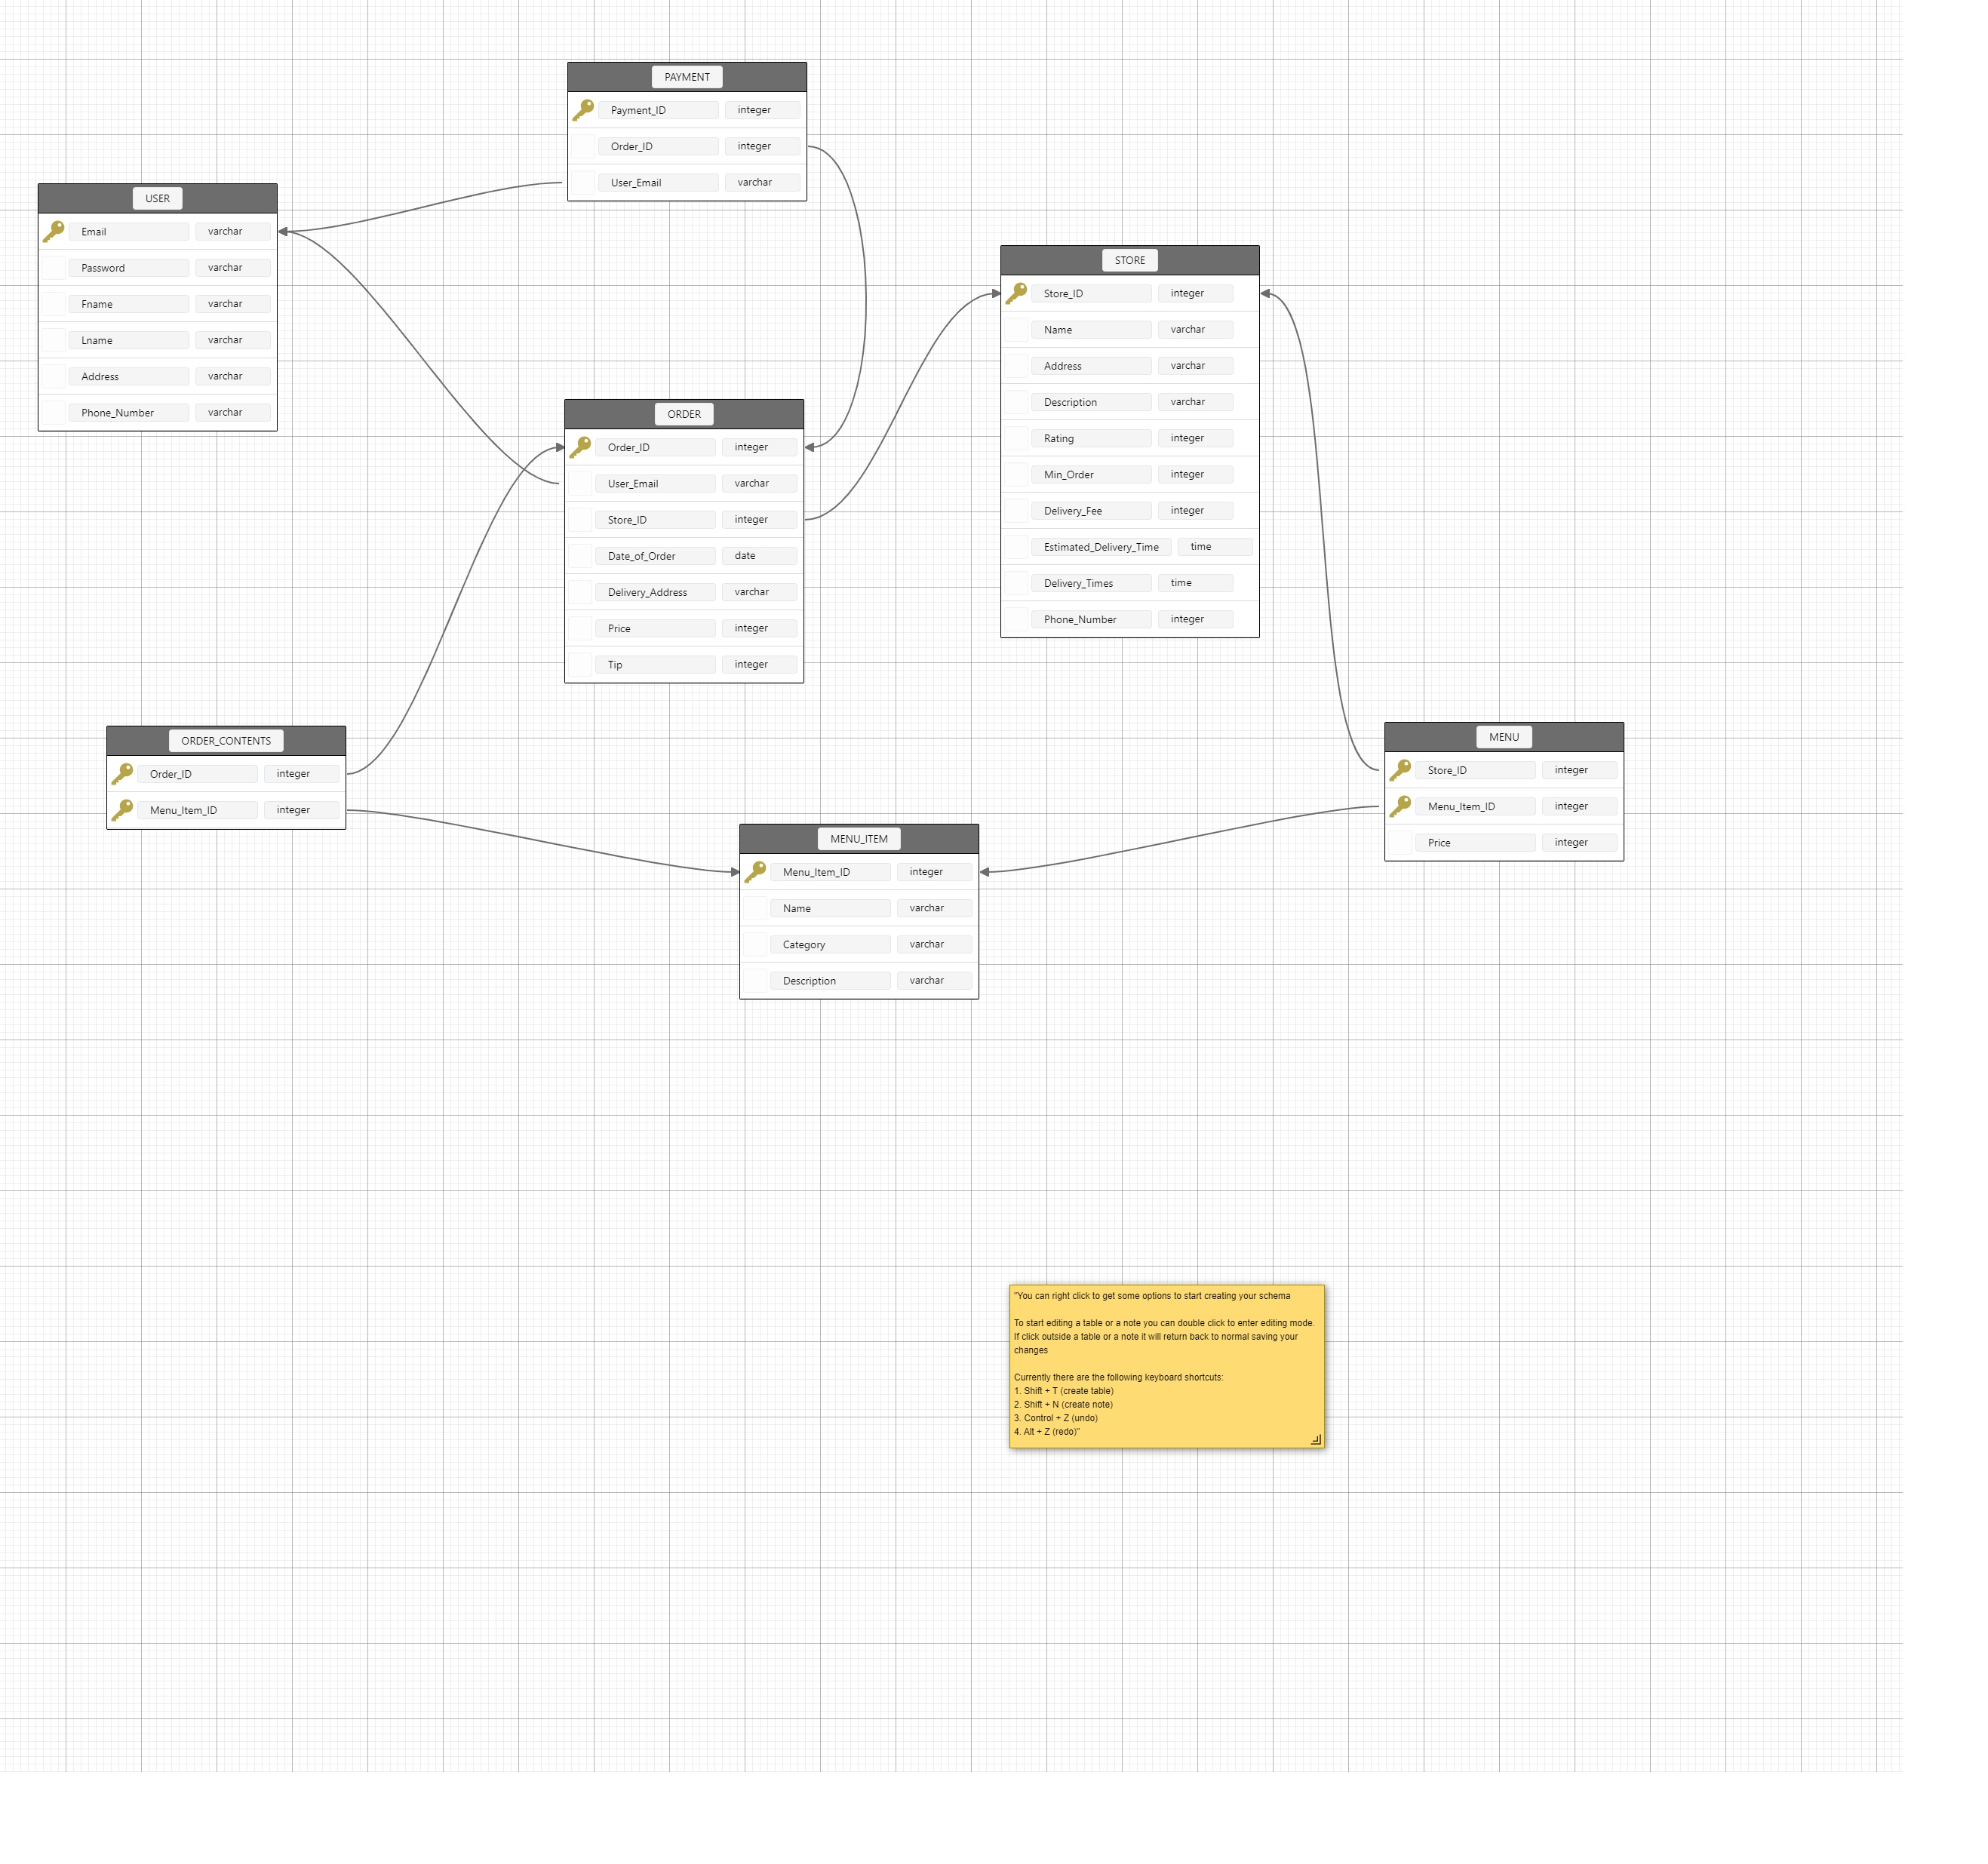 PAYMENT
Payment_ID integer
Order_ID integer
User_Email varchar
USER
Email varchar
Password varchar
Fname varchar
Lname varchar
Address varchar
Phone_Number varchar
STORE
Store_ID integer
Name varchar
Address varchar
Description varchar
Rating integer
Min_Order integer
Delivery_Fee integer
Estimated_Delivery_Time time
Delivery_Times time
Phone_Number integer
ORDER
Order_ID integer
User_Email varchar
Store_ID integer
Date_of_Order date
Delivery_Address varchar
Price integer
Tip integer
ORDER_CONTENTS
Order_ID integer
Menu_Item_ID integer
MENU
Store_ID integer
Menu_Item_ID integer
Price integer
MENU_ITEM
Menu_Item_ID integer
Name varchar
Category varchar
Description varchar
"You can right click to get some options to start creating your schema
To start editing a table or a note you can double click to enter editing mode.
If click outside a table or a note it will return back to normal saving your
changes
Currently there are the following keyboard shortcuts:
1. Shift + T (create table)
2. Shift + N (create note)
3. Control + Z (undo)
4. Alt + Z (redo)"